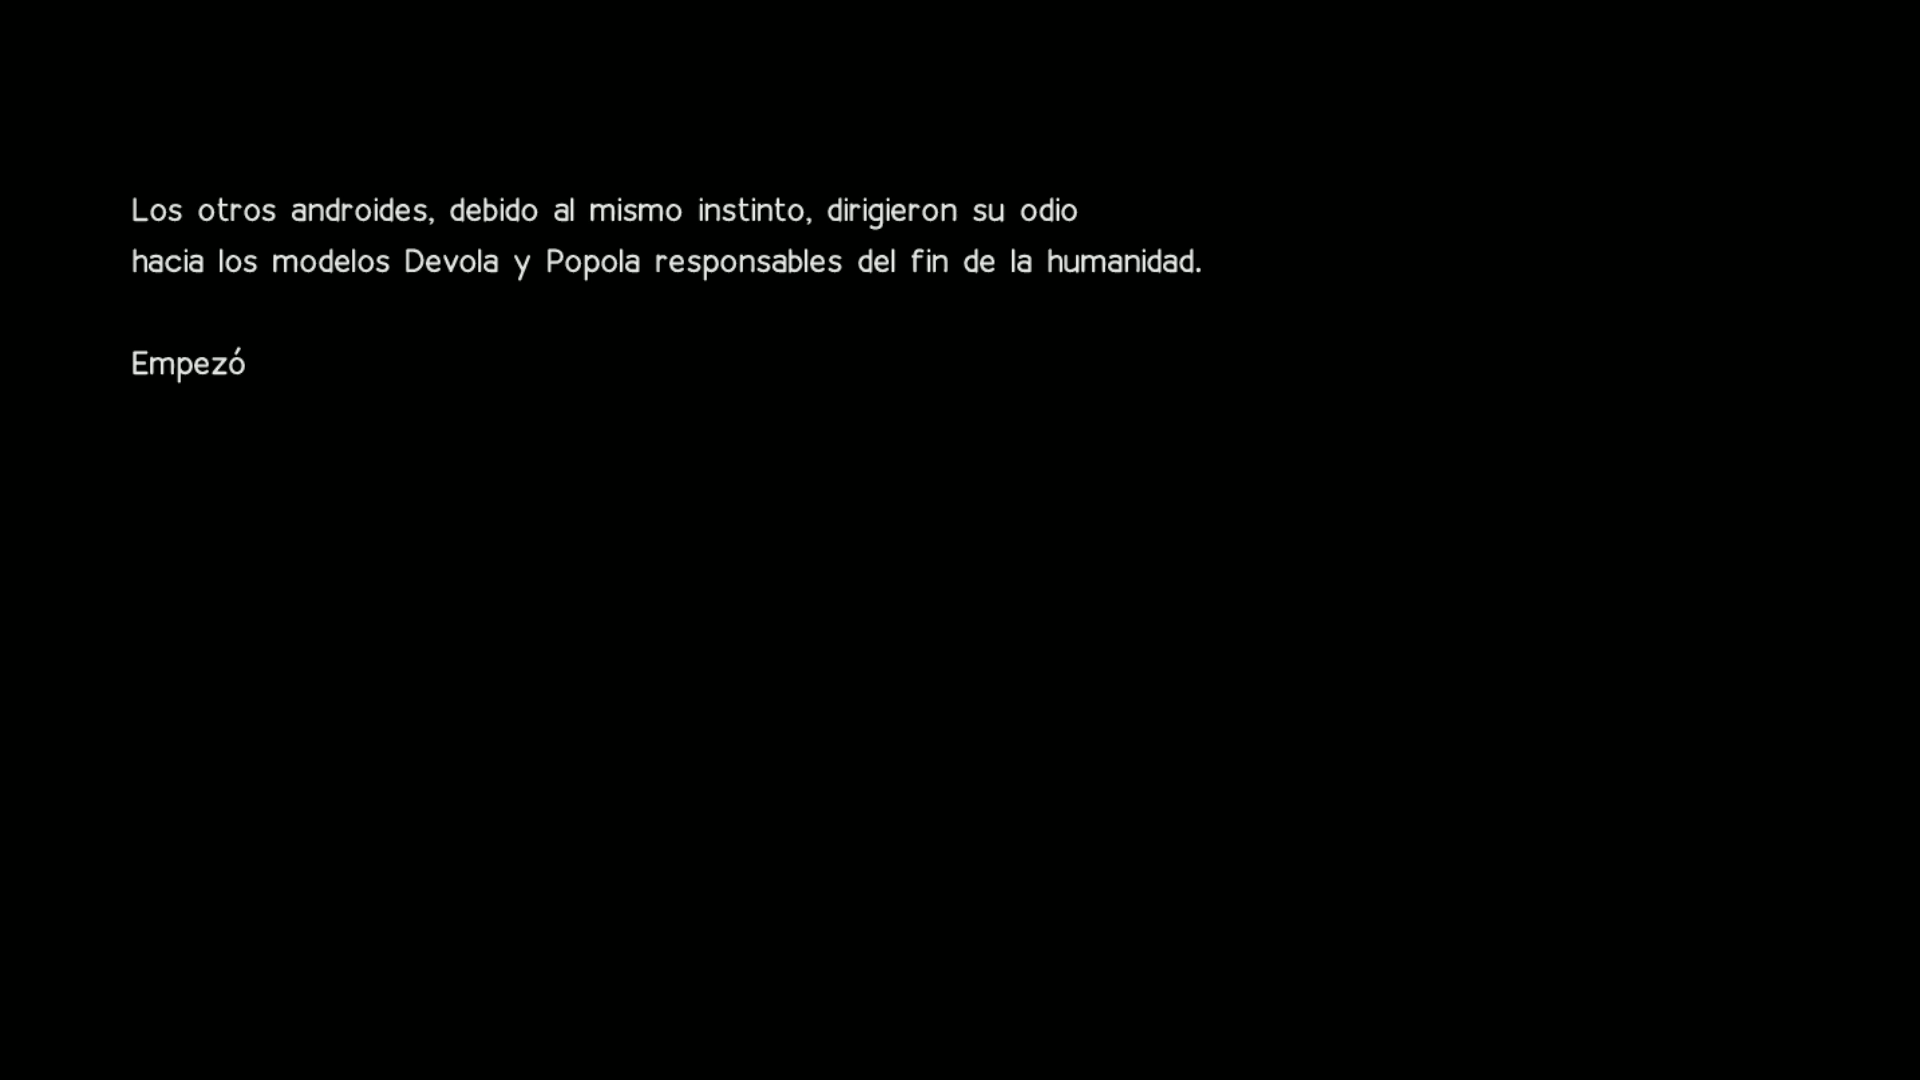 Los otros androides, debido al mismo instinto, dirigieron su odio
hacia los modelos Devola y Popola responsables del fin de la humanidad.
Empezó